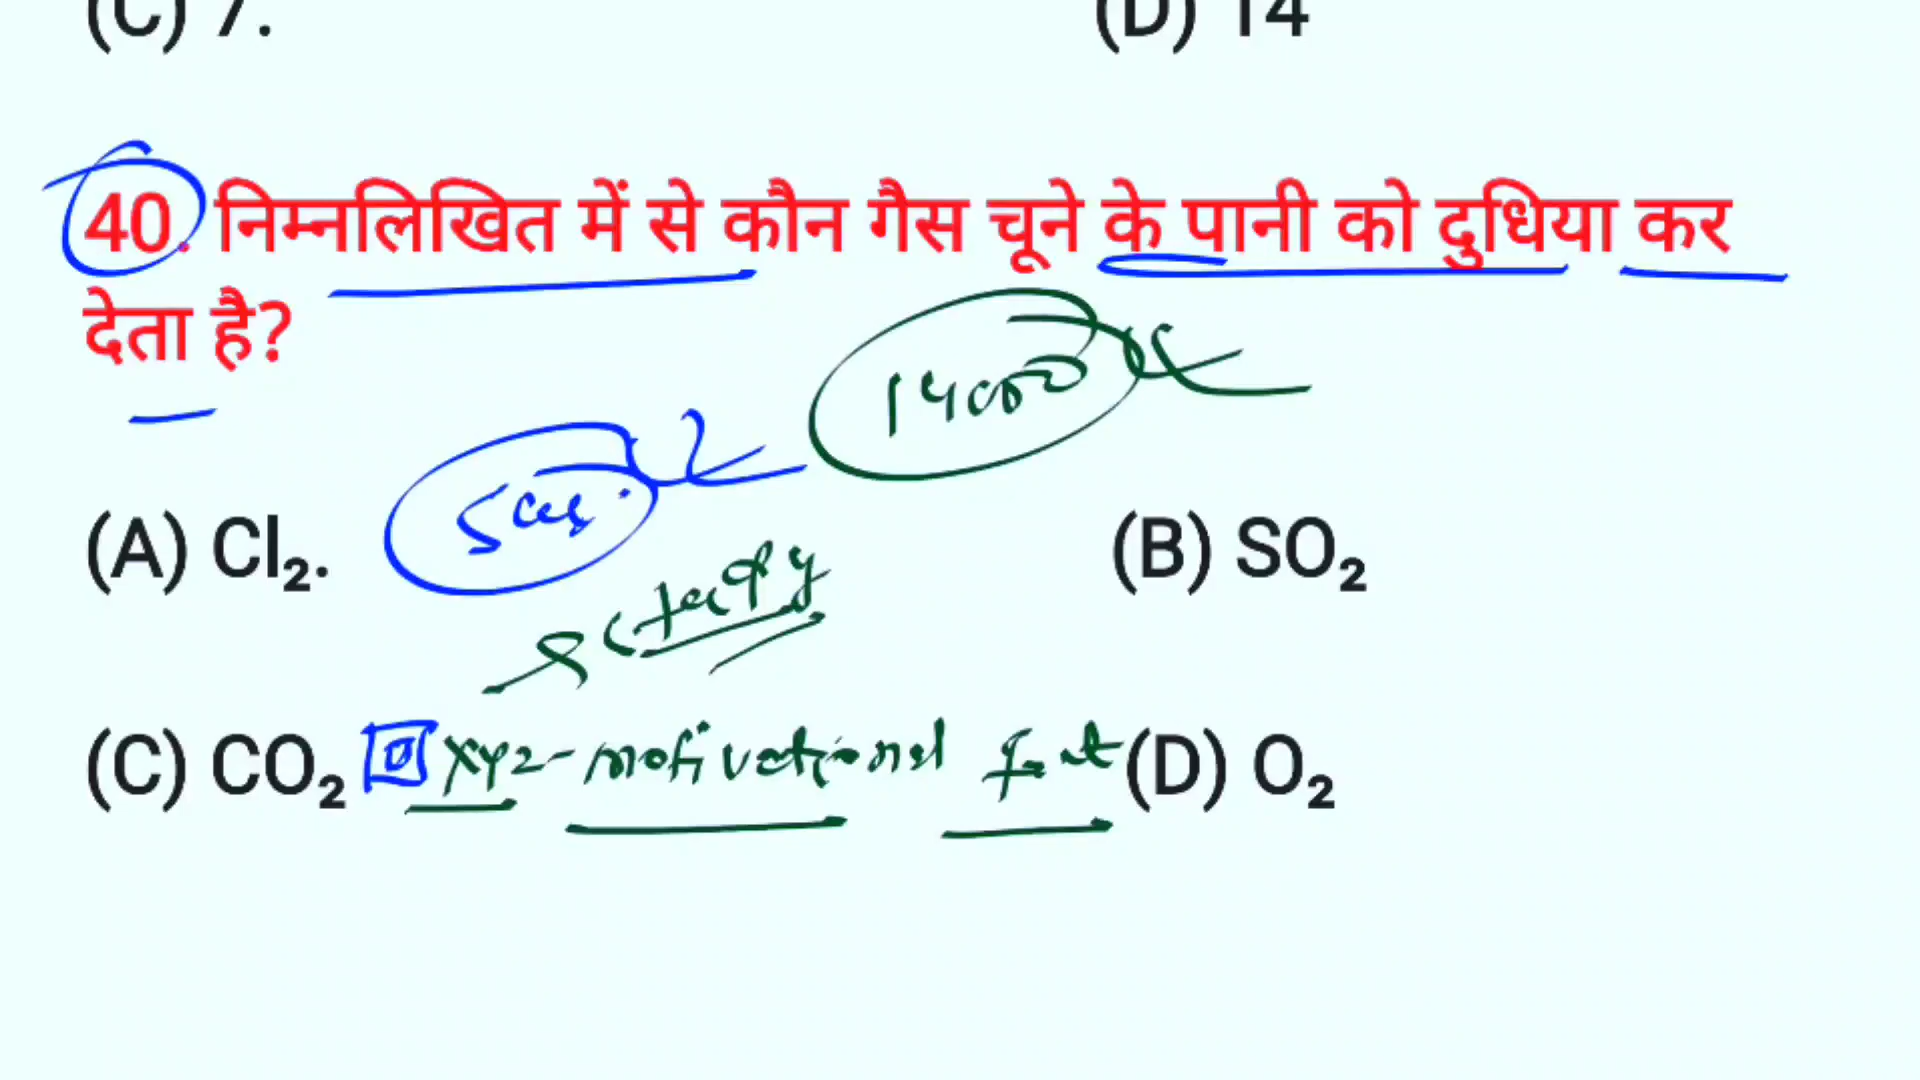 (C) 7.
(D) 14
40. निम्नलिखित में से कौन गैस चूने के पानी को दुधिया कर
देता है?
(A) Cl₂.
(B) SO₂
(C) CO₂
xyz-motivational
(D) O₂